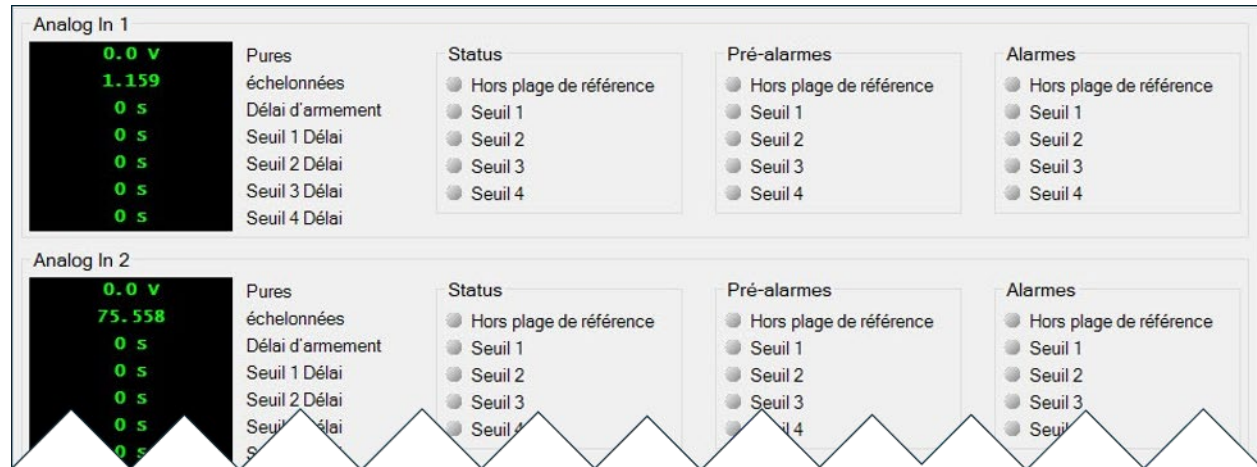 Analog In 1
0.0 V Pures
1.159 échelonnées
0 s Délai d'armement
0 s Seuil 1 Délai
0 s Seuil 2 Délai
0 s Seuil 3 Délai
0 s Seuil 4 Délai
Status
Hors plage de référence
Seuil 1
Seuil 2
Seuil 3
Seuil 4
Pré-alarmes
Hors plage de référence
Seuil 1
Seuil 2
Seuil 3
Seuil 4
Alarmes
Hors plage de référence
Seuil 1
Seuil 2
Seuil 3
Seuil 4
Analog In 2
0.0 V Pures
75.558 échelonnées
0 s Délai d'armement
0 s Seuil 1 Délai
0 s Seuil 2 Délai
0 s
0 s
Status
Hors plage de référence
Seuil 1
Seuil 2
Seuil 3
Seuil 4
Pré-alarmes
Hors plage de référence
Seuil 1
Seuil 2
Seuil 3
Alarmes
Hors plage de référence
Seuil 1
Seuil 2
Seuil 3
Seuil